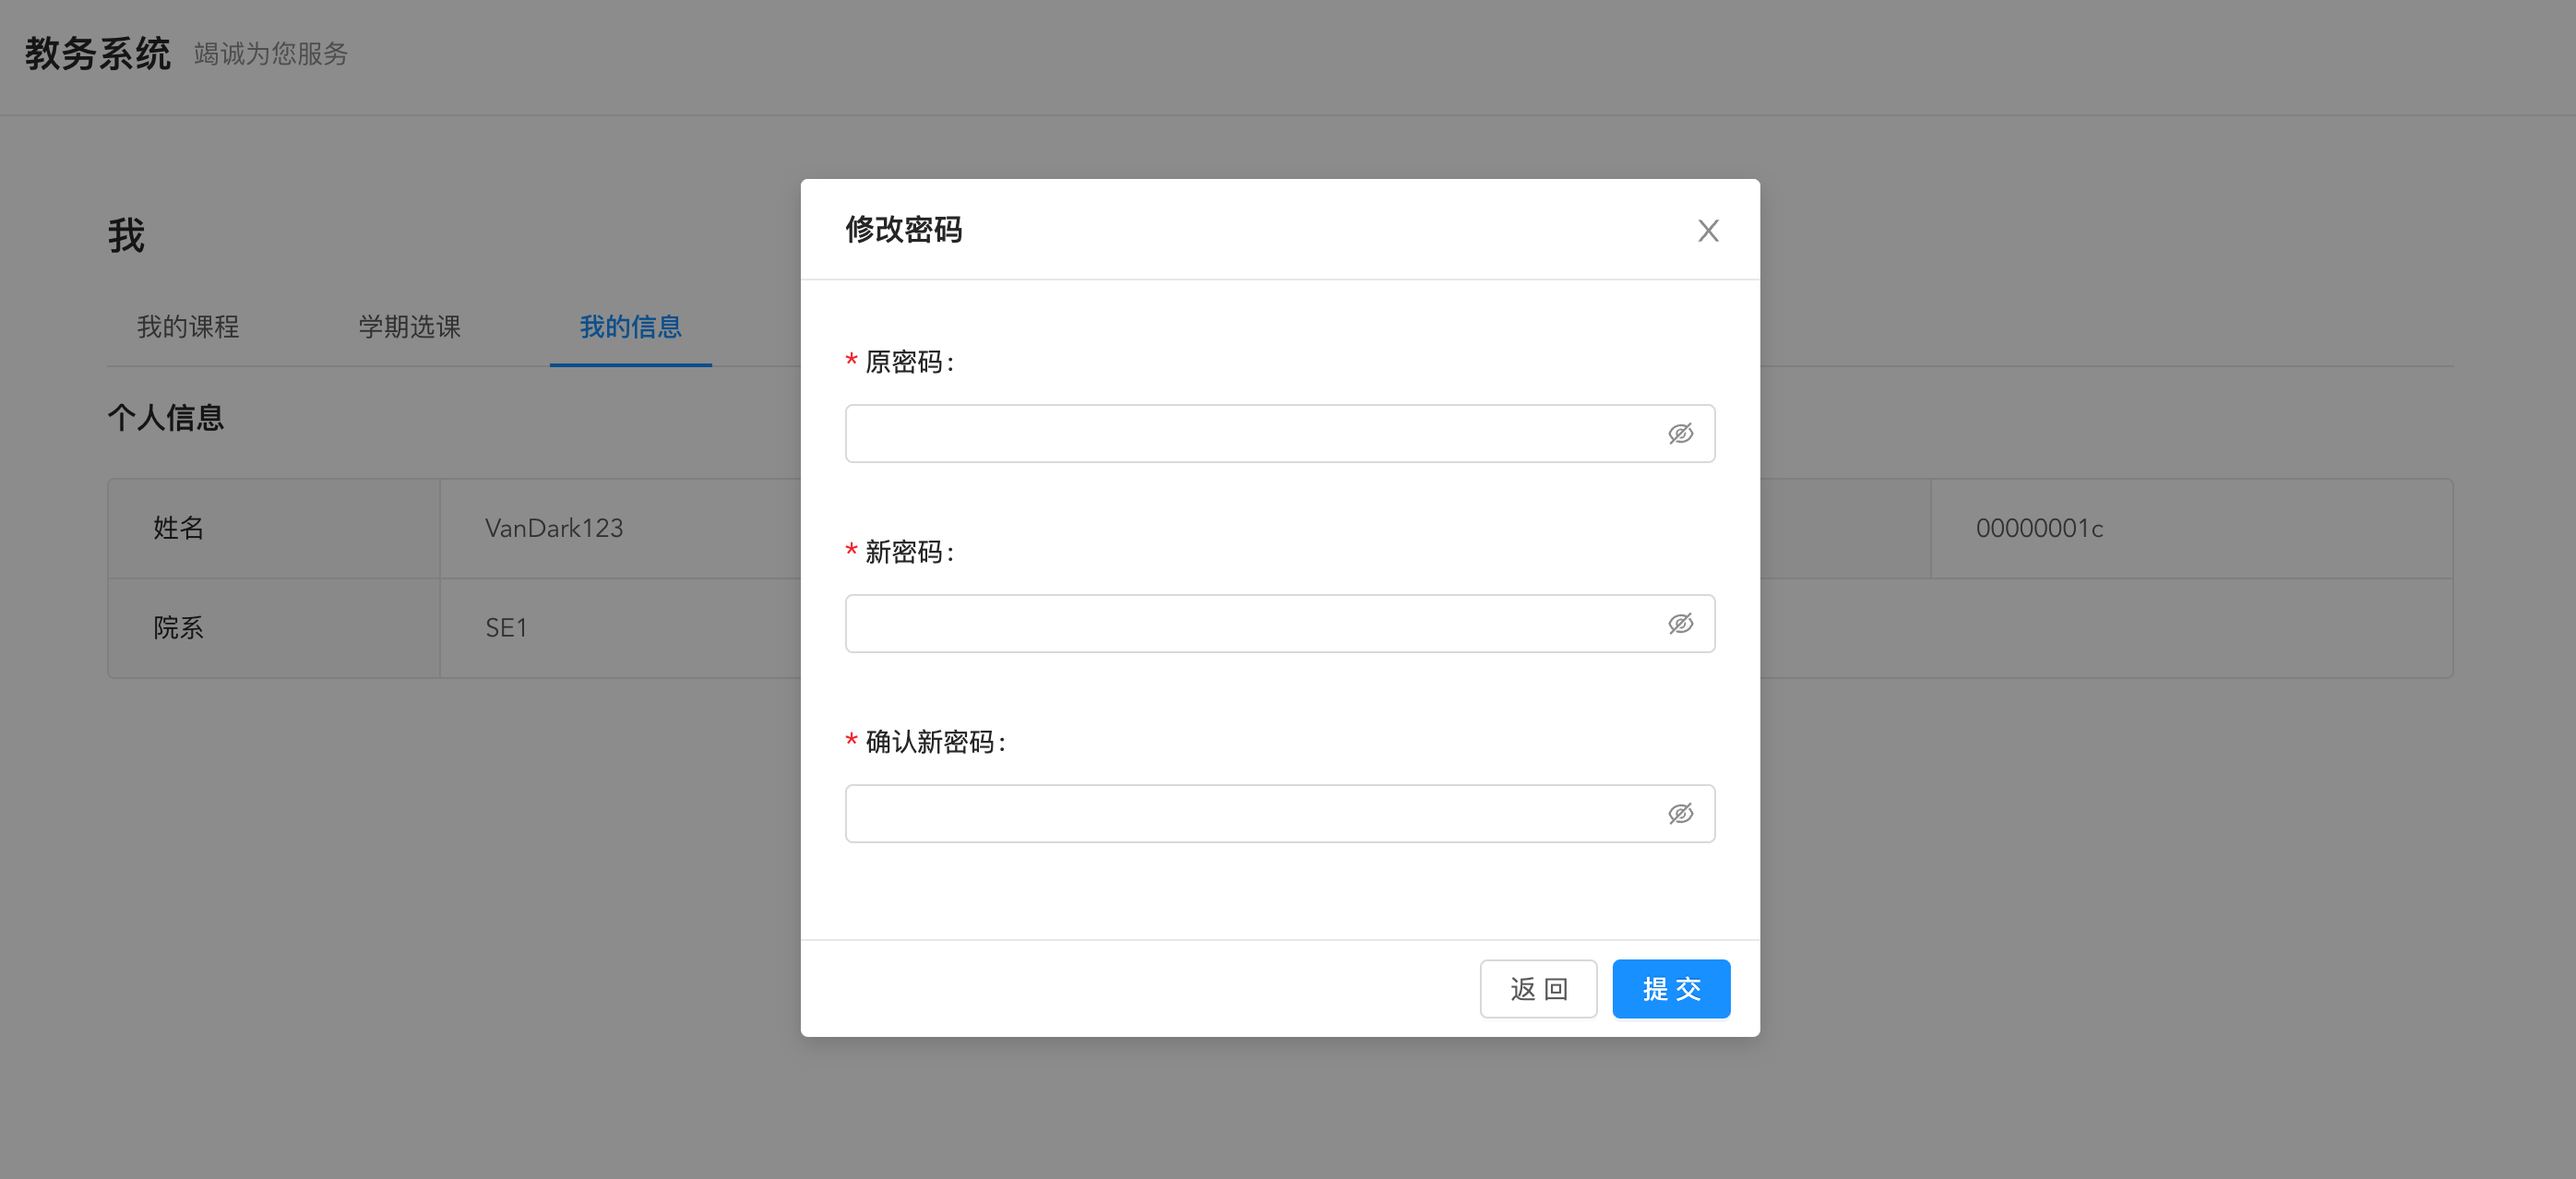 教务系统 竭诚为您服务
我
我的课程 学期选课 我的信息
个人信息
姓名 VanDark123 00000001c
院系 SE1
修改密码
* 原密码:
* 新密码:
* 确认新密码:
返 回 提 交